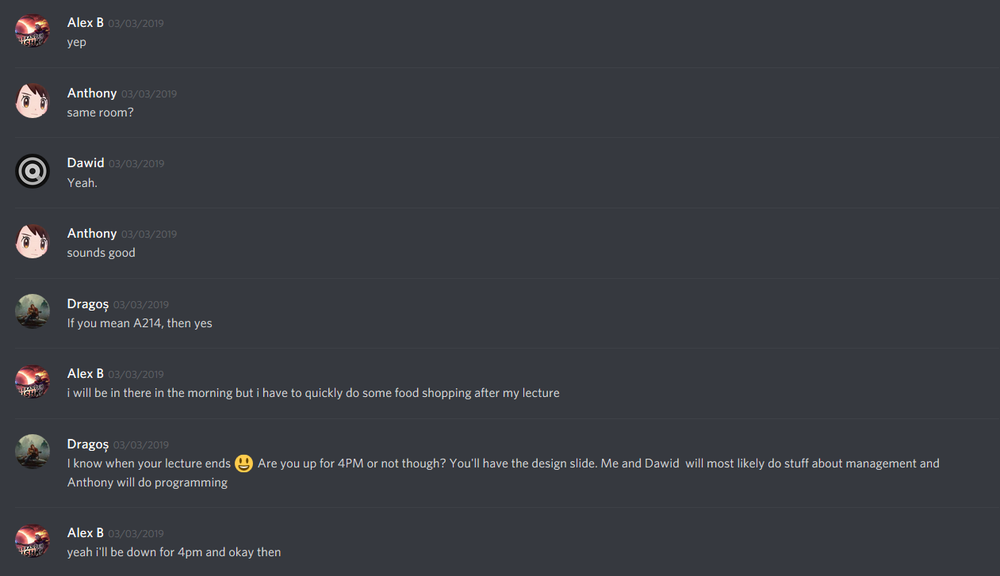 Alex B 03/03/2019
yep
Anthony 03/03/2019
same room?
Dawid 03/03/2019
Yeah.
Anthony 03/03/2019
sounds good
Dragoș 03/03/2019
If you mean A214, then yes
Alex B 03/03/2019
i will be in there in the morning but i have to quickly do some food shopping after my lecture
Dragoș 03/03/2019
I know when your lecture ends 😃 Are you up for 4PM or not though? You'll have the design slide. Me and Dawid will most likely do stuff about management and
Anthony will do programming
Alex B 03/03/2019
yeah i'll be down for 4pm and okay then